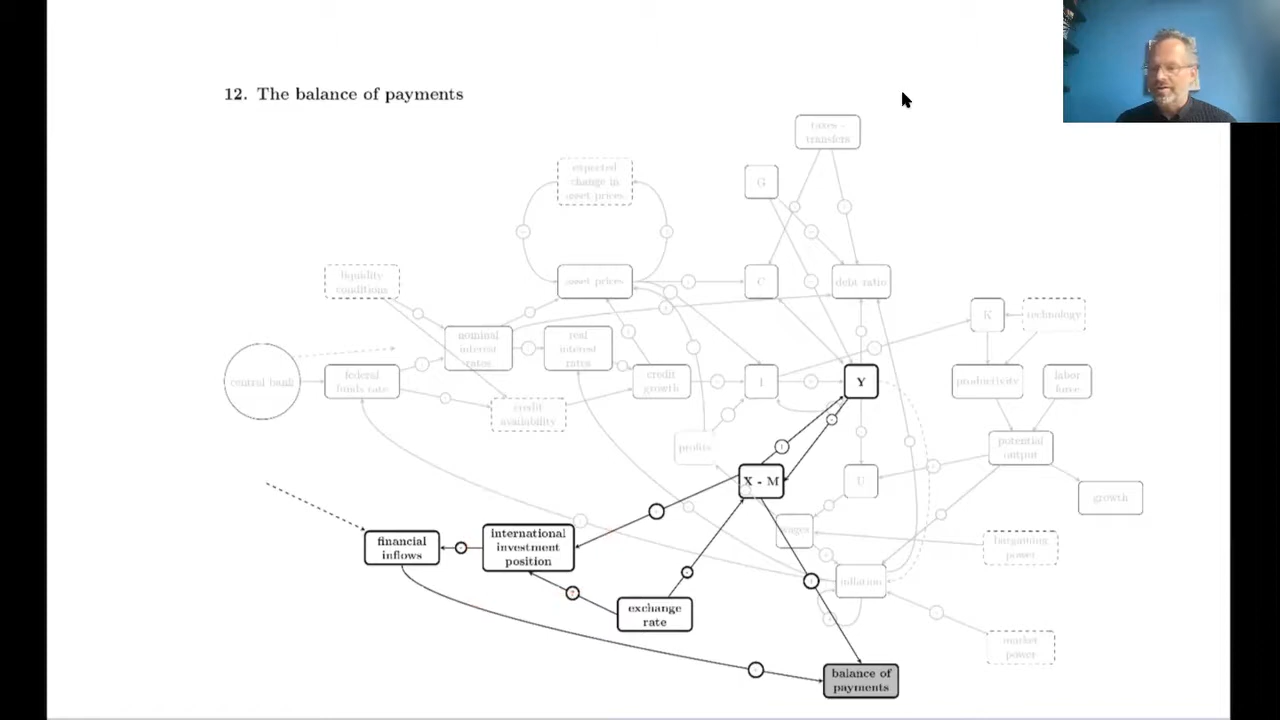 12. The balance of payments
taxes -
transfers
expected
change in
asset prices
G
liquidity
conditions
asset prices
C
debt ratio
K
technology
nominal
interest
rates
real
interest
rates
central bank
federal
funds rate
credit
growth
I
Y
productivity
labor
force
credit
availability
profits
potential
output
X - M
U
growth
wages
financial
inflows
international
investment
position
bargaining
power
inflation
exchange
rate
market
power
balance of
payments